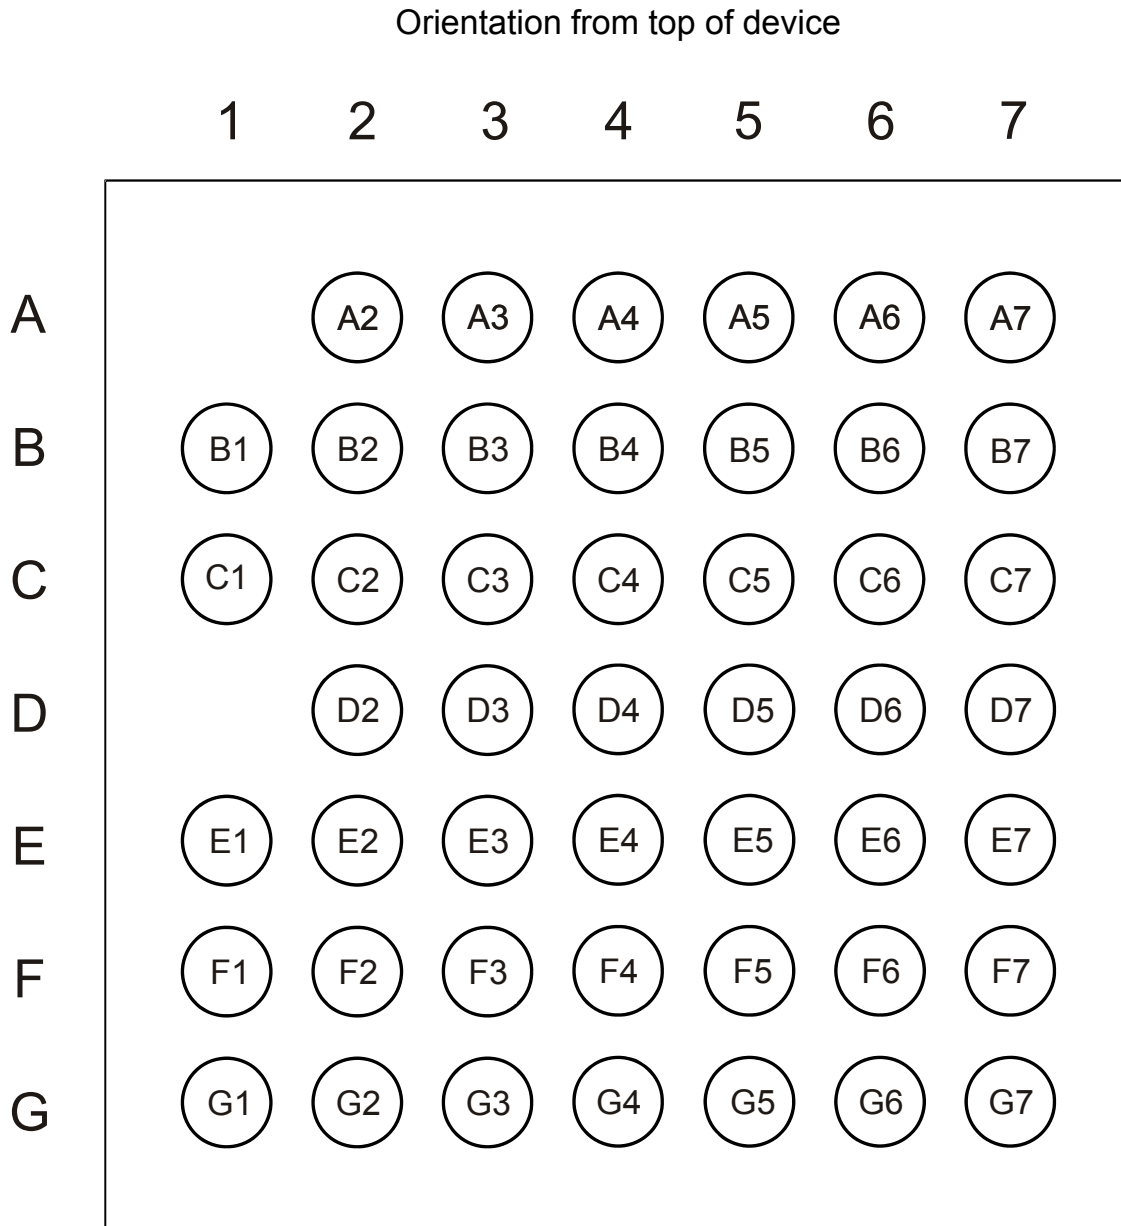 Orientation from top of device
1 2 3 4 5 6 7
A A2 A3 A4 A5 A6 A7
B B1 B2 B3 B4 B5 B6 B7
C C1 C2 C3 C4 C5 C6 C7
D D2 D3 D4 D5 D6 D7
E E1 E2 E3 E4 E5 E6 E7
F F1 F2 F3 F4 F5 F6 F7
G G1 G2 G3 G4 G5 G6 G7